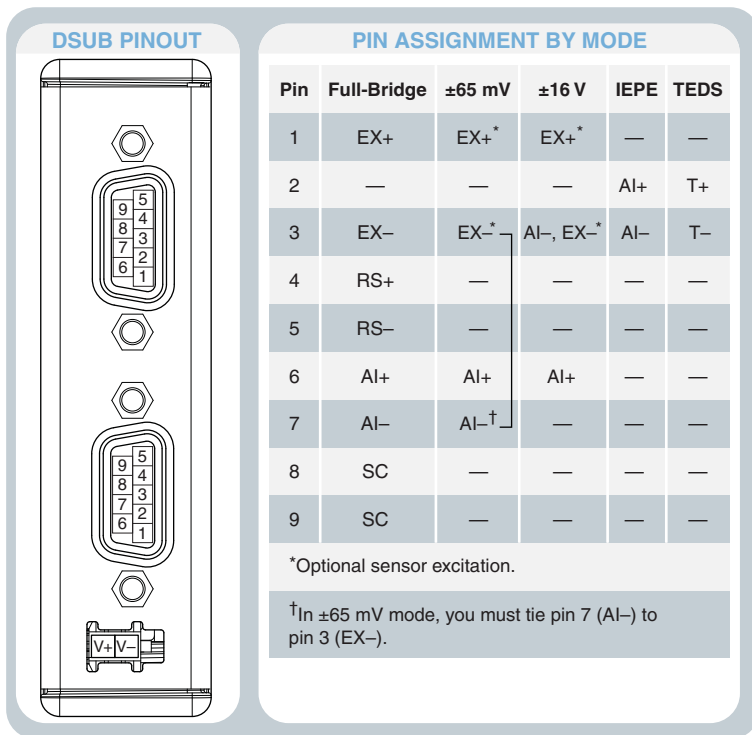 DSUB PINOUT
5
9
4
8
3
7
2
6
1
5
9
4
8
3
7
2
6
1
V+ V–
PIN ASSIGNMENT BY MODE
Pin Full-Bridge ±65 mV ±16 V IEPE TEDS
1 EX+ EX+* EX+* — —
2 — — — AI+ T+
3 EX– EX–* AI–, EX–* AI– T–
4 RS+ — — — —
5 RS– — — — —
6 AI+ AI+ AI+ — —
7 AI– AI–† — — —
8 SC — — — —
9 SC — — — —
*Optional sensor excitation.
†In ±65 mV mode, you must tie pin 7 (AI–) to
pin 3 (EX–).